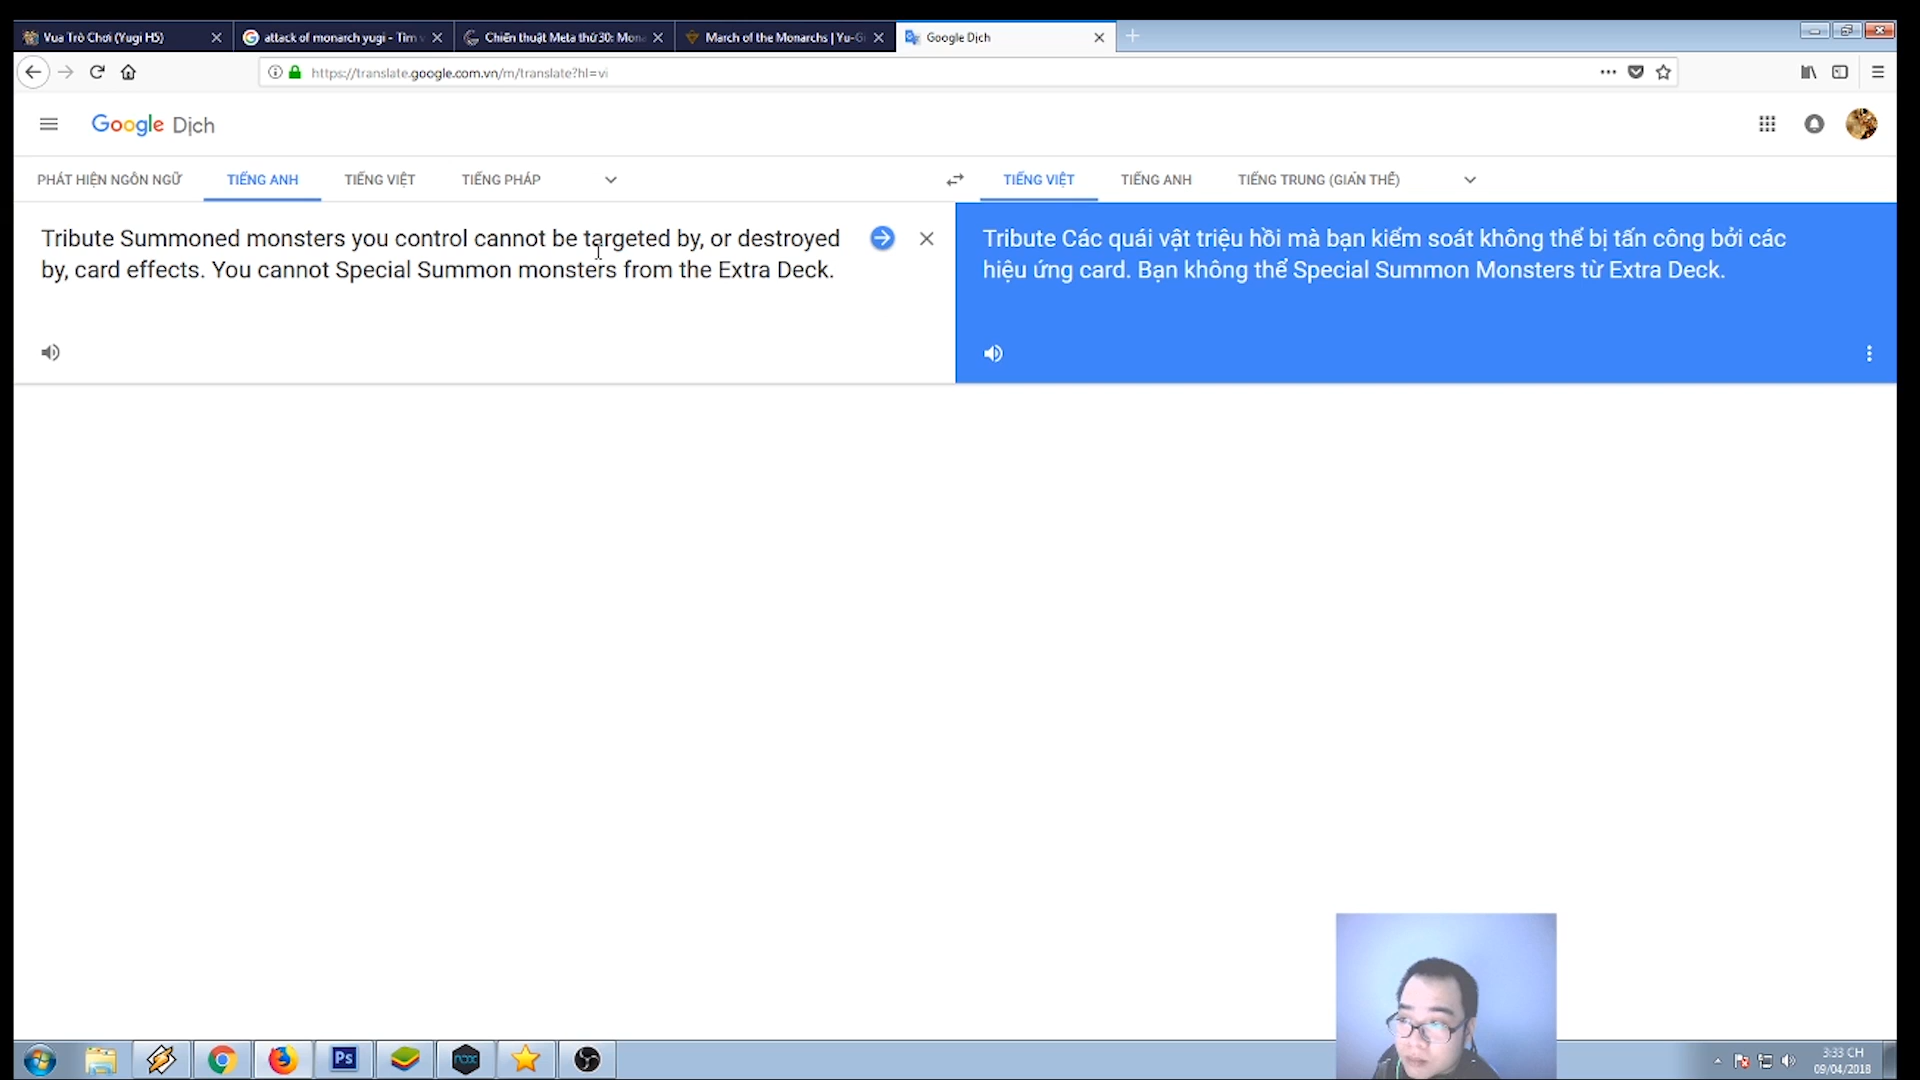 Vua Trò Chơi (Yugi H5)
attack of monarch yugi - Tìm
Chiến thuật Meta thứ 30: Mon
March of the Monarchs | Yu-G
Google Dịch
https://translate.google.com.vn/m/translate?hl=vi
Google Dịch
PHÁT HIỆN NGÔN NGỮ
TIẾNG ANH
TIẾNG VIỆT
TIẾNG PHÁP
TIẾNG VIỆT
TIẾNG ANH
TIẾNG TRUNG (GIẢN THỂ)
Tribute Summoned monsters you control cannot be targeted by, or destroyed
by, card effects. You cannot Special Summon monsters from the Extra Deck.
Tribute Các quái vật triệu hồi mà bạn kiểm soát không thể bị tấn công bởi các
hiệu ứng card. Bạn không thể Special Summon Monsters từ Extra Deck.
Ps
nox
3:33 CH
09/04/2018